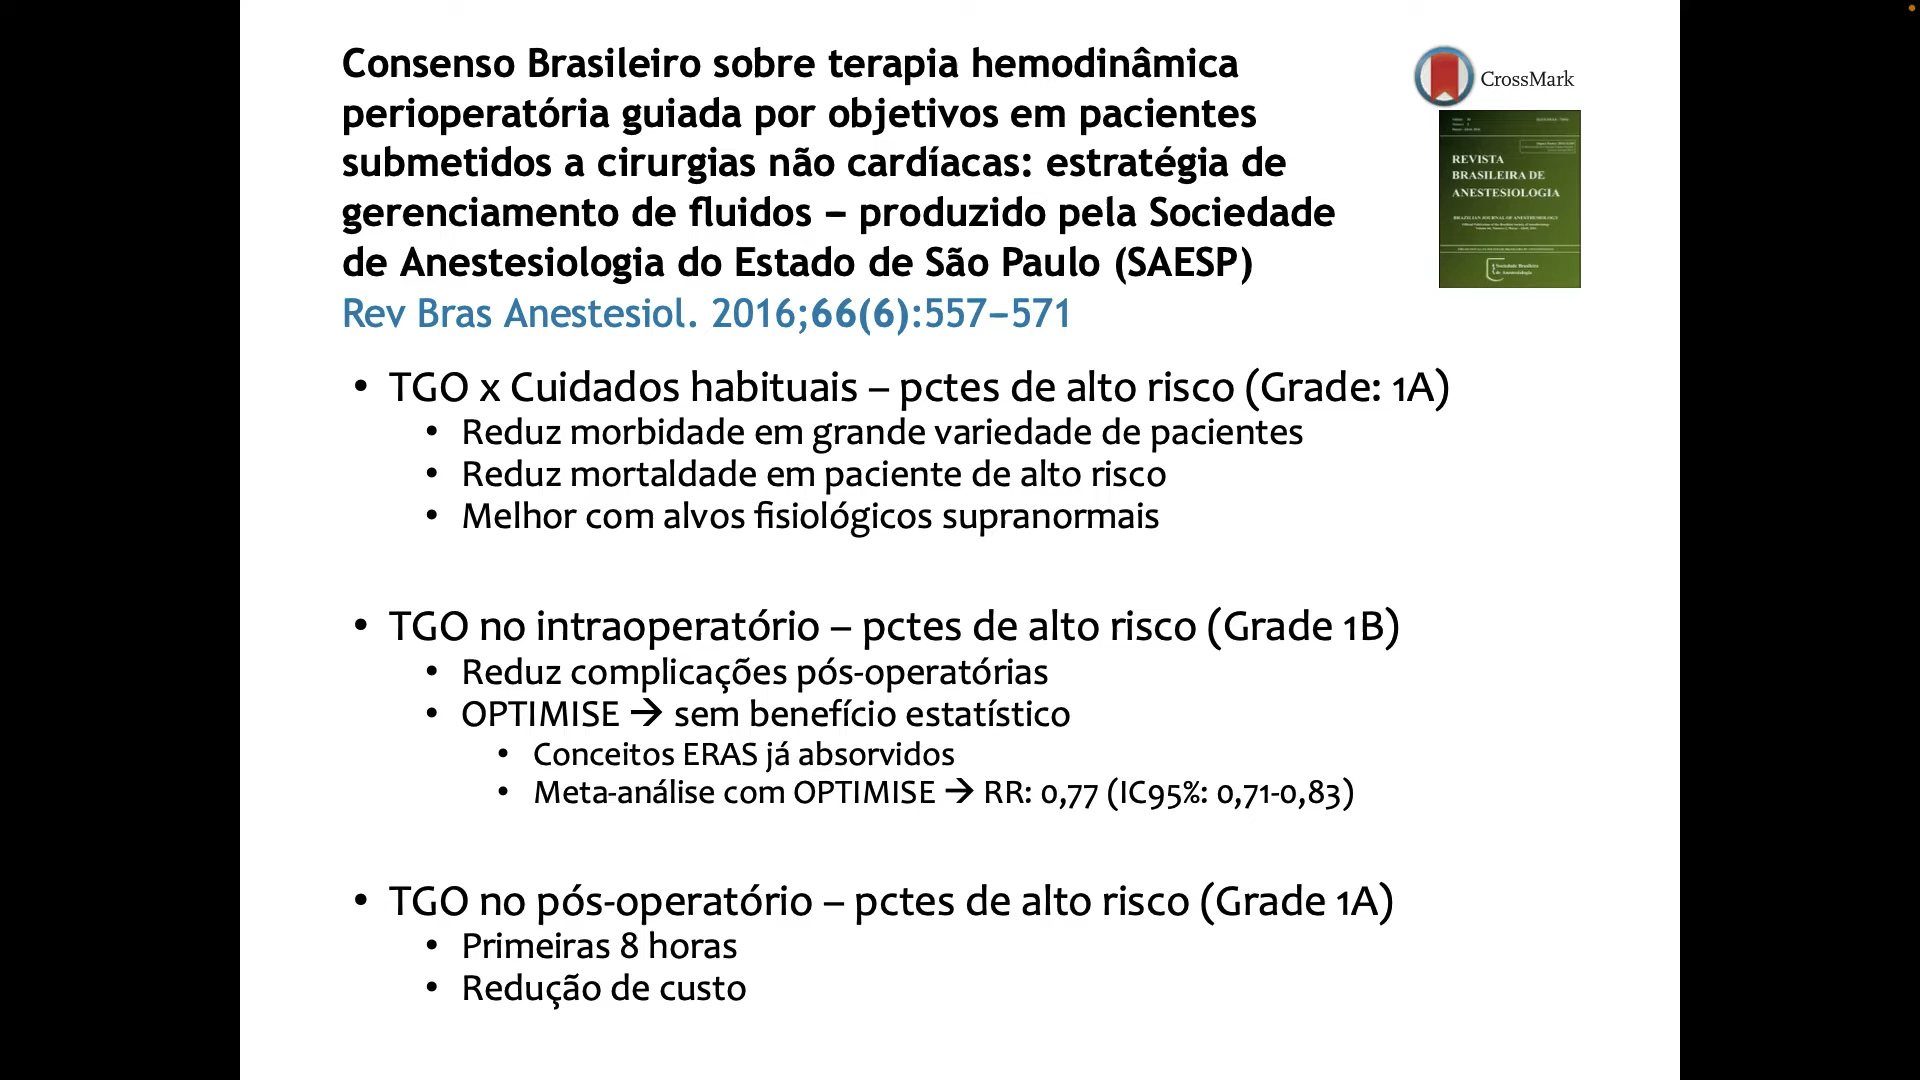 Consenso Brasileiro sobre terapia hemodinâmica
perioperatória guiada por objetivos em pacientes
submetidos a cirurgias não cardíacas: estratégia de
gerenciamento de fluidos – produzido pela Sociedade
de Anestesiologia do Estado de São Paulo (SAESP)
Rev Bras Anestesiol. 2016;66(6):557–571
CrossMark
REVISTA
BRASILEIRA DE
ANESTESIOLOGIA
• TGO x Cuidados habituais – pctes de alto risco (Grade: 1A)
• Reduz morbidade em grande variedade de pacientes
• Reduz mortaldade em paciente de alto risco
• Melhor com alvos fisiológicos supranormais
• TGO no intraoperatório – pctes de alto risco (Grade 1B)
• Reduz complicações pós-operatórias
• OPTIMISE → sem benefício estatístico
• Conceitos ERAS já absorvidos
• Meta-análise com OPTIMISE → RR: 0,77 (IC95%: 0,71-0,83)
• TGO no pós-operatório – pctes de alto risco (Grade 1A)
• Primeiras 8 horas
• Redução de custo